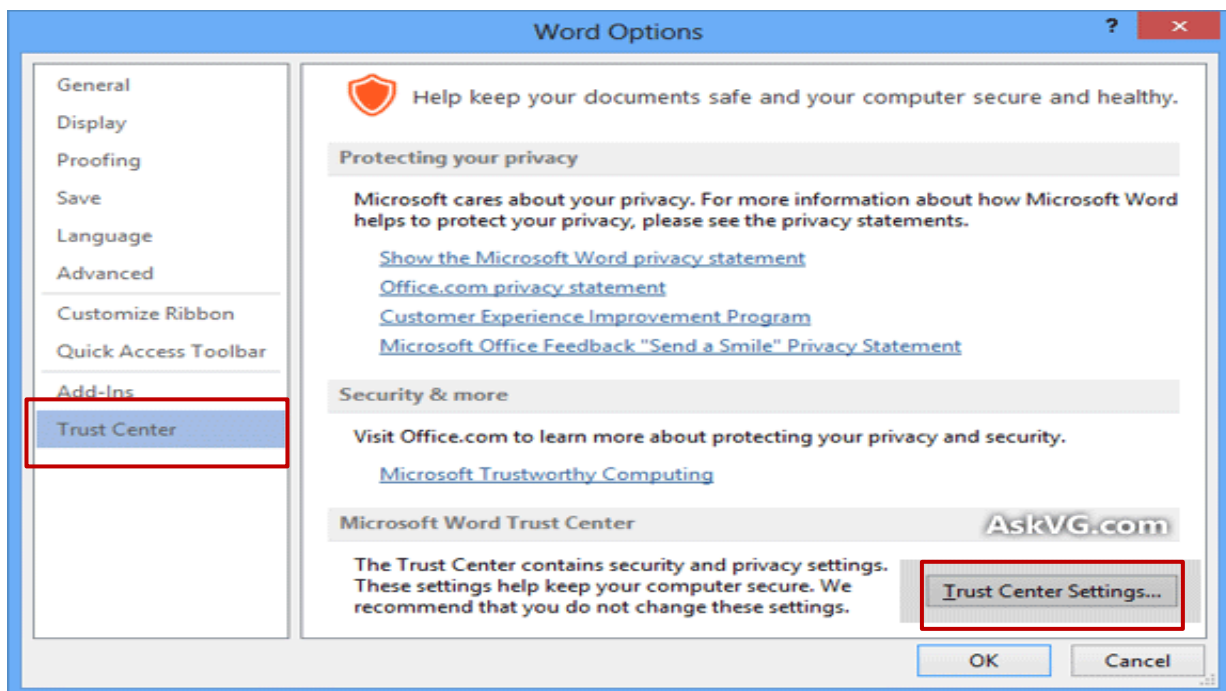 Word Options
?
×
General
Display
Proofing
Save
Language
Advanced
Customize Ribbon
Quick Access Toolbar
Add-Ins
Trust Center
Help keep your documents safe and your computer secure and healthy.
Protecting your privacy
Microsoft cares about your privacy. For more information about how Microsoft Word
helps to protect your privacy, please see the privacy statements.
Show the Microsoft Word privacy statement
Office.com privacy statement
Customer Experience Improvement Program
Microsoft Office Feedback "Send a Smile" Privacy Statement
Security & more
Visit Office.com to learn more about protecting your privacy and security.
Microsoft Trustworthy Computing
Microsoft Word Trust Center
AskVG.com
The Trust Center contains security and privacy settings.
These settings help keep your computer secure. We
recommend that you do not change these settings.
Trust Center Settings...
OK
Cancel